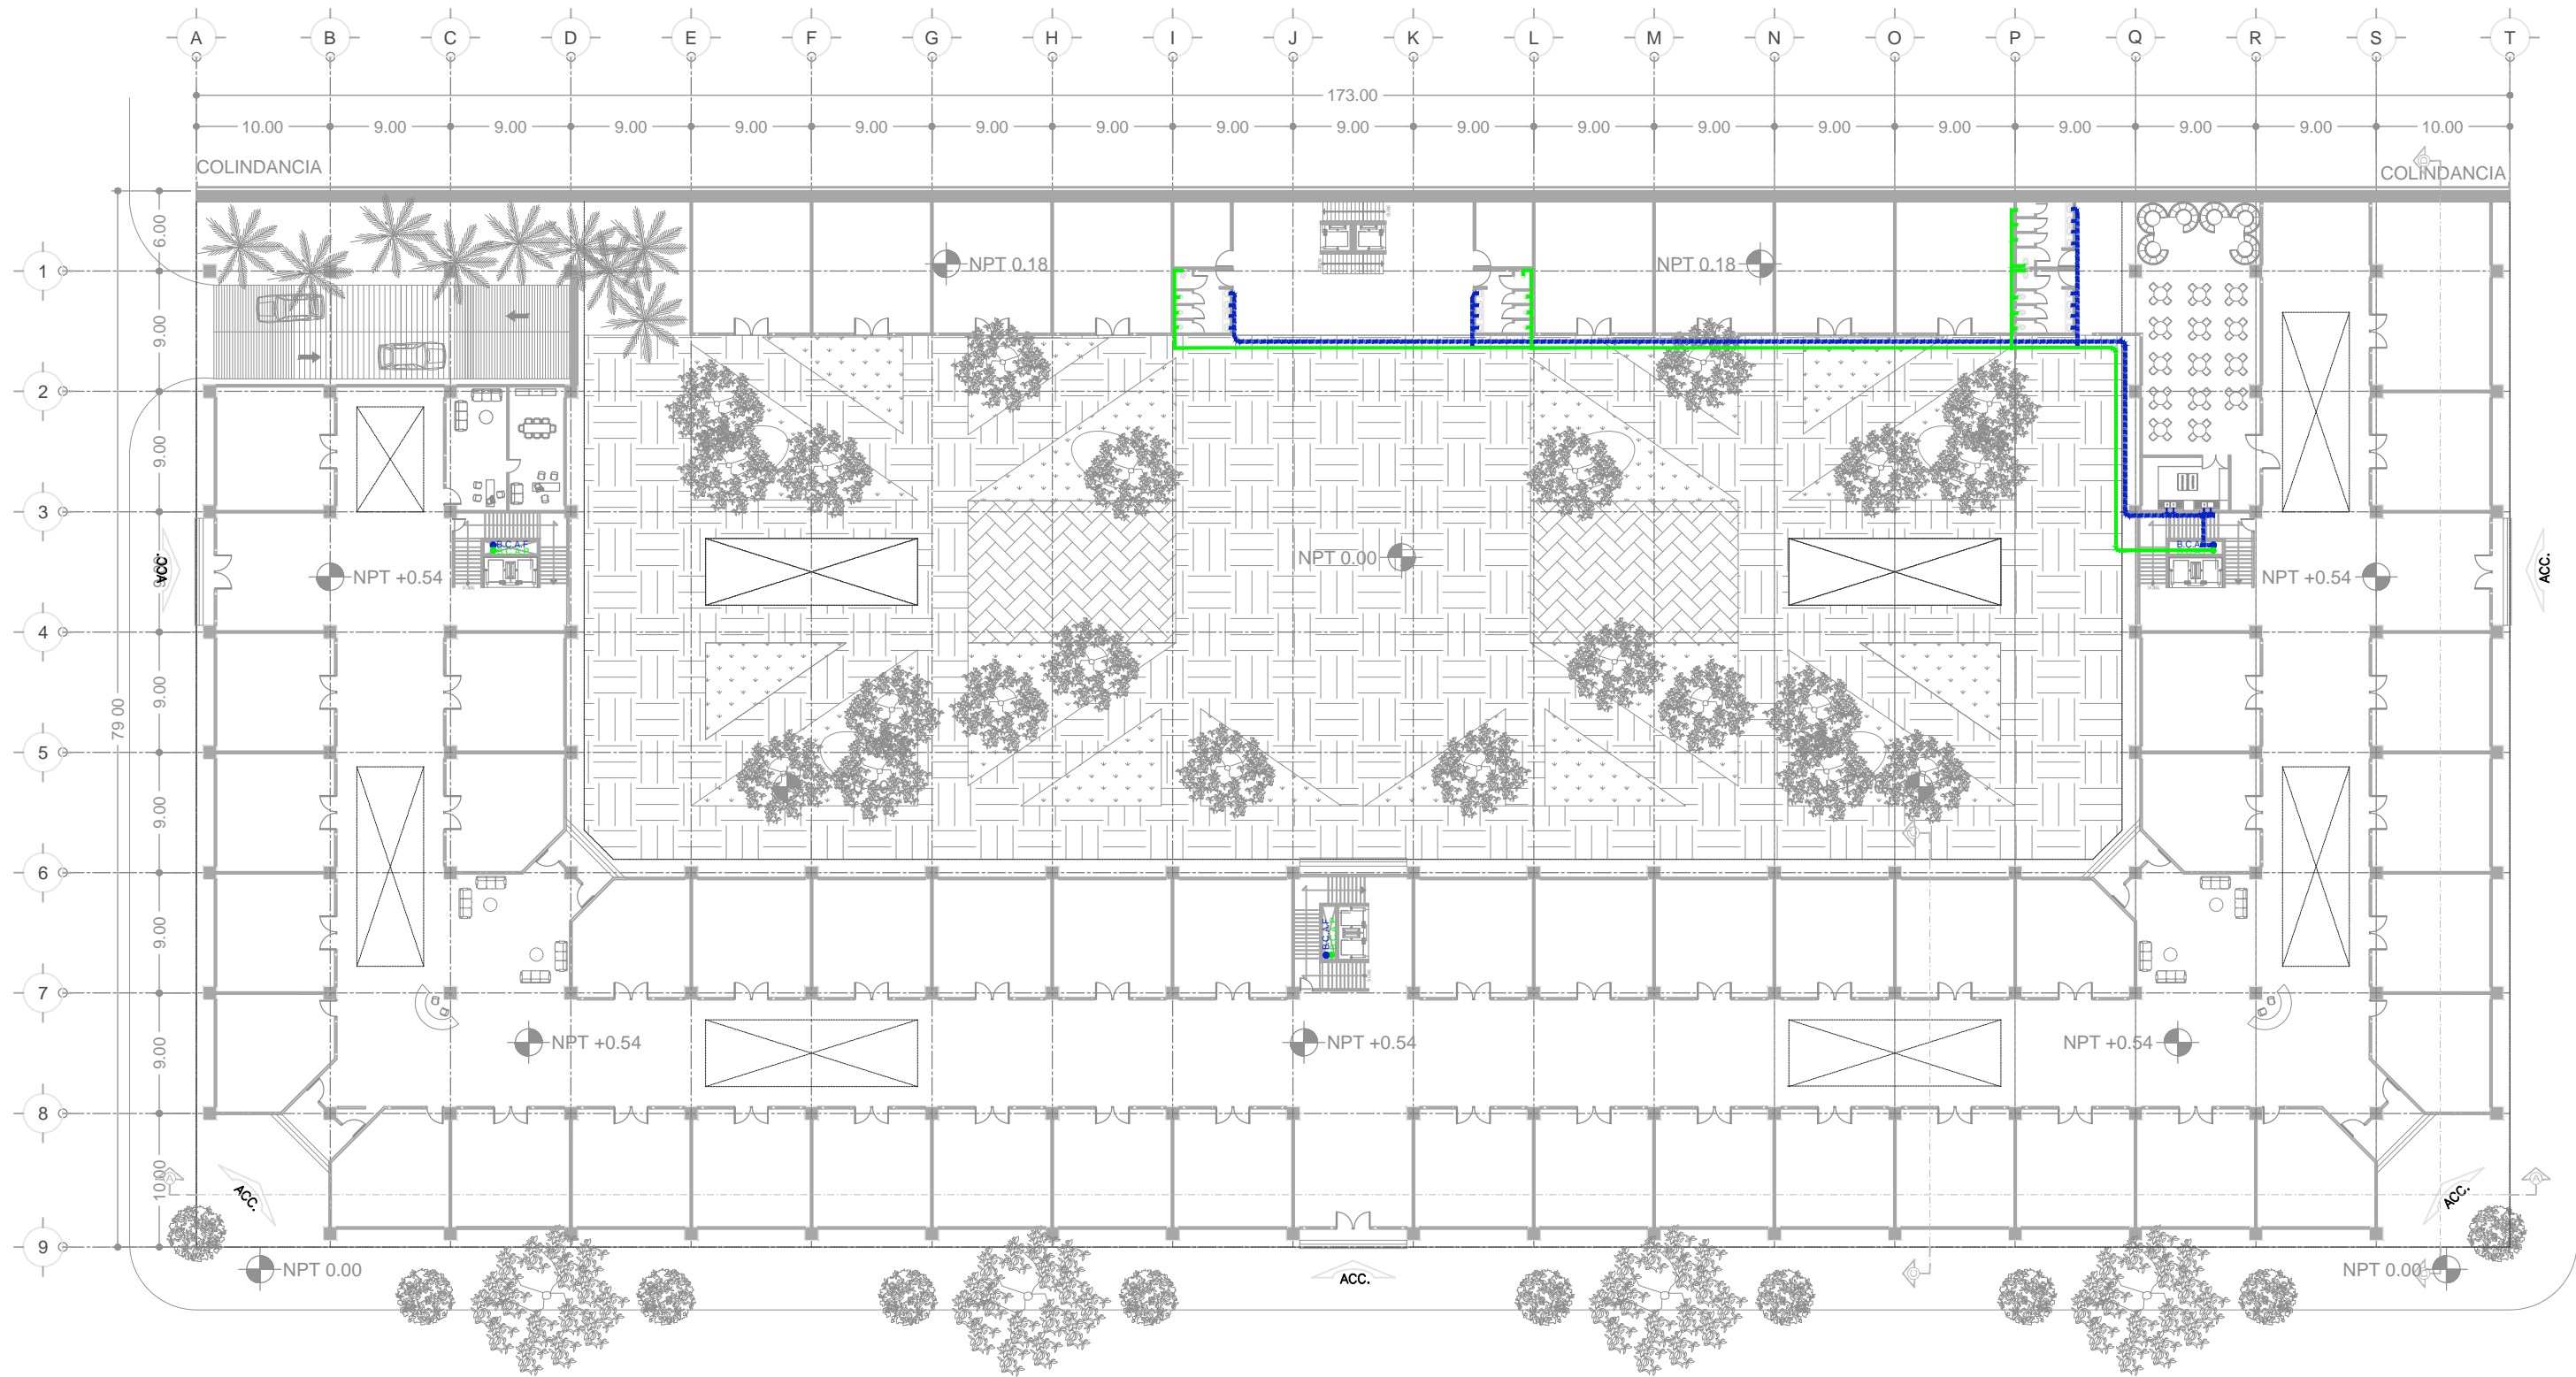 A B C D E F G H I J K L M N O P Q R S T
173.00
10.00 9.00 9.00 9.00 9.00 9.00 9.00 9.00 9.00 9.00 9.00 9.00 9.00 9.00 9.00 9.00 9.00 9.00 10.00
COLINDANCIA COLINDANCIA
6.00
1
NPT 0.18 NPT 0.18
9.00
2
9.00
3
B.C.A.F
B.C.A.P
B.C.A
ACC.
NPT +0.54
NPT 0.00
NPT +0.54
ACC.
4
9.00
79.00
5
9.00
6
9.00
B.C.A.F
B.C.A.P
7
9.00
NPT +0.54 NPT +0.54 NPT +0.54
8
10.00
A
A
ACC.
ACC.
9
NPT 0.00
ACC.
NPT 0.00